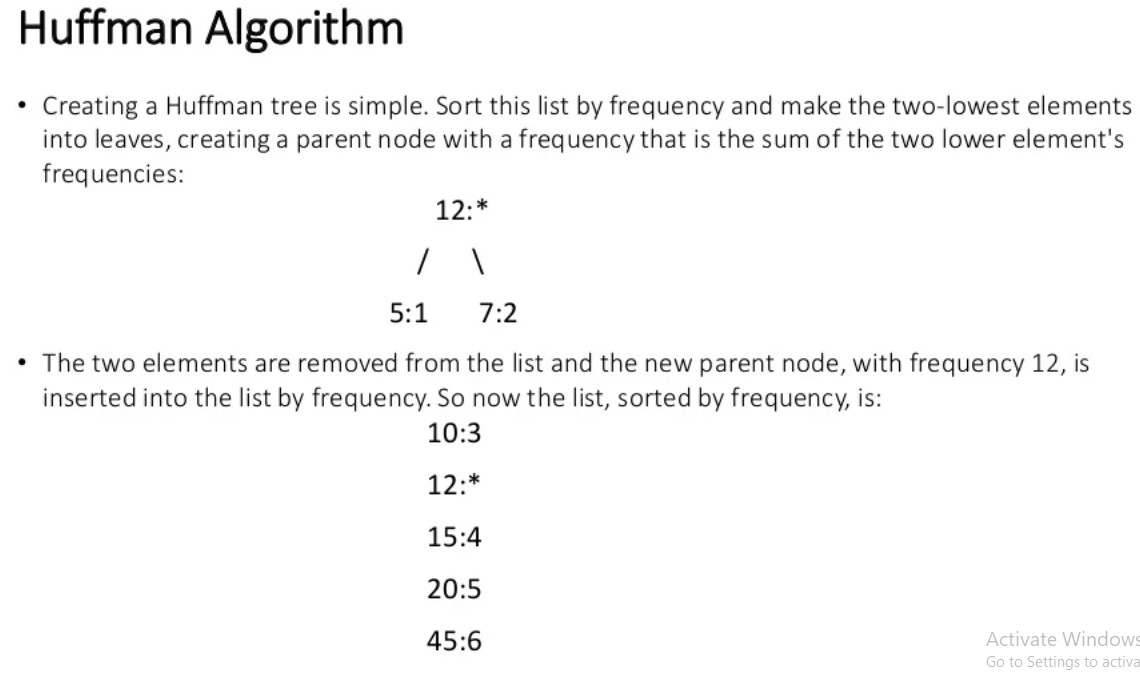 Huffman Algorithm
• Creating a Huffman tree is simple. Sort this list by frequency and make the two-lowest elements
into leaves, creating a parent node with a frequency that is the sum of the two lower element's
frequencies:
12:*
/ \
5:1 7:2
• The two elements are removed from the list and the new parent node, with frequency 12, is
inserted into the list by frequency. So now the list, sorted by frequency, is:
10:3
12:*
15:4
20:5
45:6
Activate Windows
Go to Settings to activa